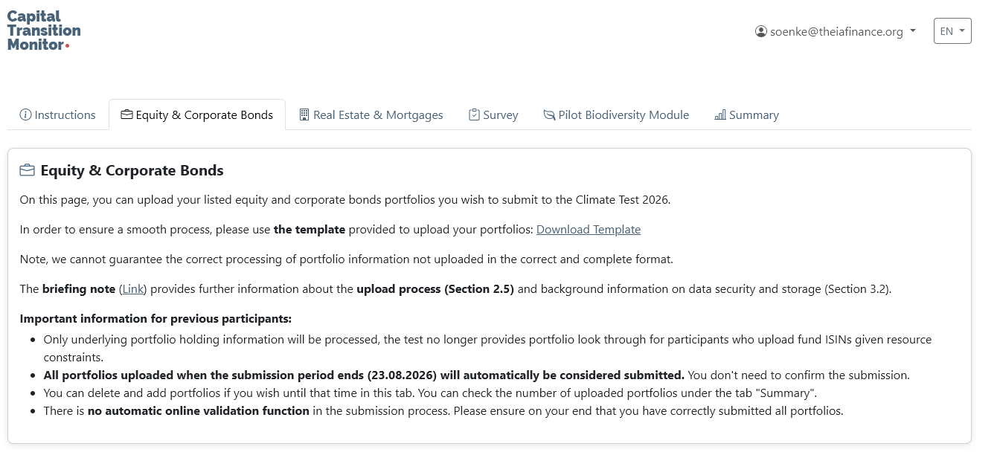 Capital
Transition
Monitor
soenke@theiafinance.org
EN
Instructions
Equity & Corporate Bonds
Real Estate & Mortgages
Survey
Pilot Biodiversity Module
Summary
Equity & Corporate Bonds
On this page, you can upload your listed equity and corporate bonds portfolios you wish to submit to the Climate Test 2026.
In order to ensure a smooth process, please use the template provided to upload your portfolios: Download Template
Note, we cannot guarantee the correct processing of portfolio information not uploaded in the correct and complete format.
The briefing note (Link) provides further information about the upload process (Section 2.5) and background information on data security and storage (Section 3.2).
Important information for previous participants:
• Only underlying portfolio holding information will be processed, the test no longer provides portfolio look through for participants who upload fund ISINs given resource
constraints.
• All portfolios uploaded when the submission period ends (23.08.2026) will automatically be considered submitted. You don't need to confirm the submission.
• You can delete and add portfolios if you wish until that time in this tab. You can check the number of uploaded portfolios under the tab "Summary".
• There is no automatic online validation function in the submission process. Please ensure on your end that you have correctly submitted all portfolios.